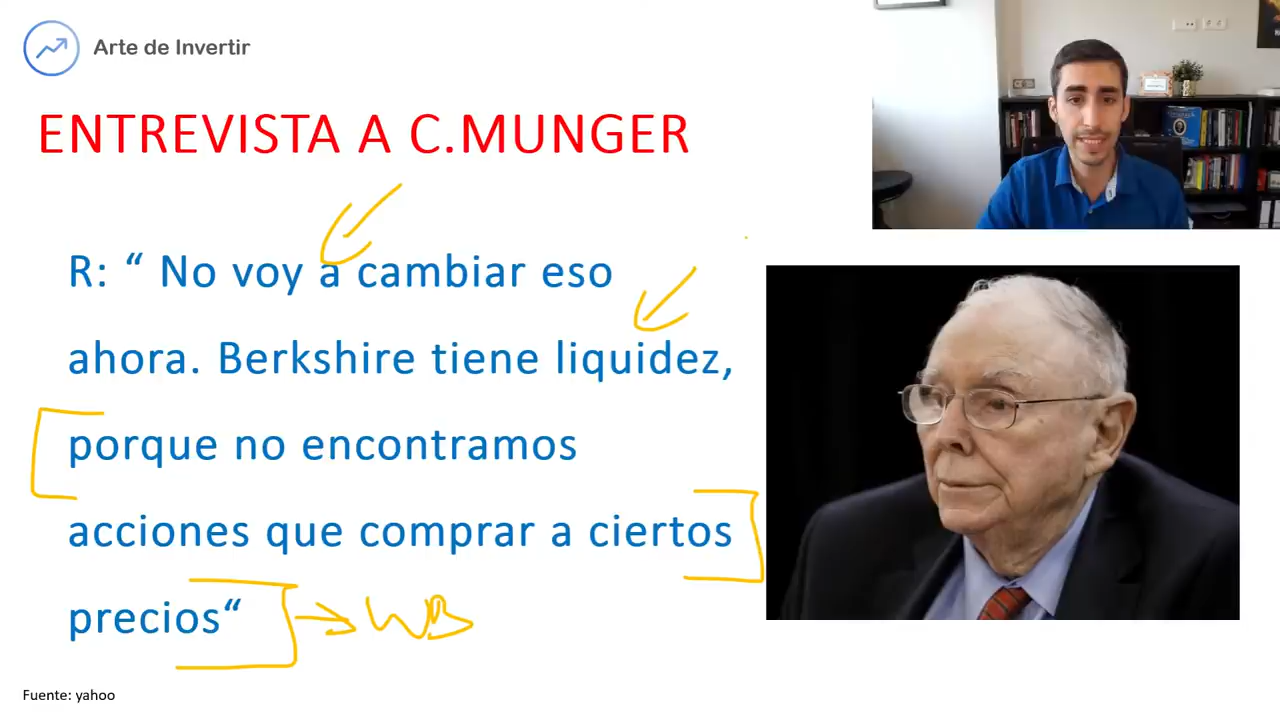 Arte de Invertir
ENTREVISTA A C.MUNGER
R: “ No voy a cambiar eso
ahora. Berkshire tiene liquidez,
porque no encontramos
acciones que comprar a ciertos
precios“
WB
Fuente: yahoo